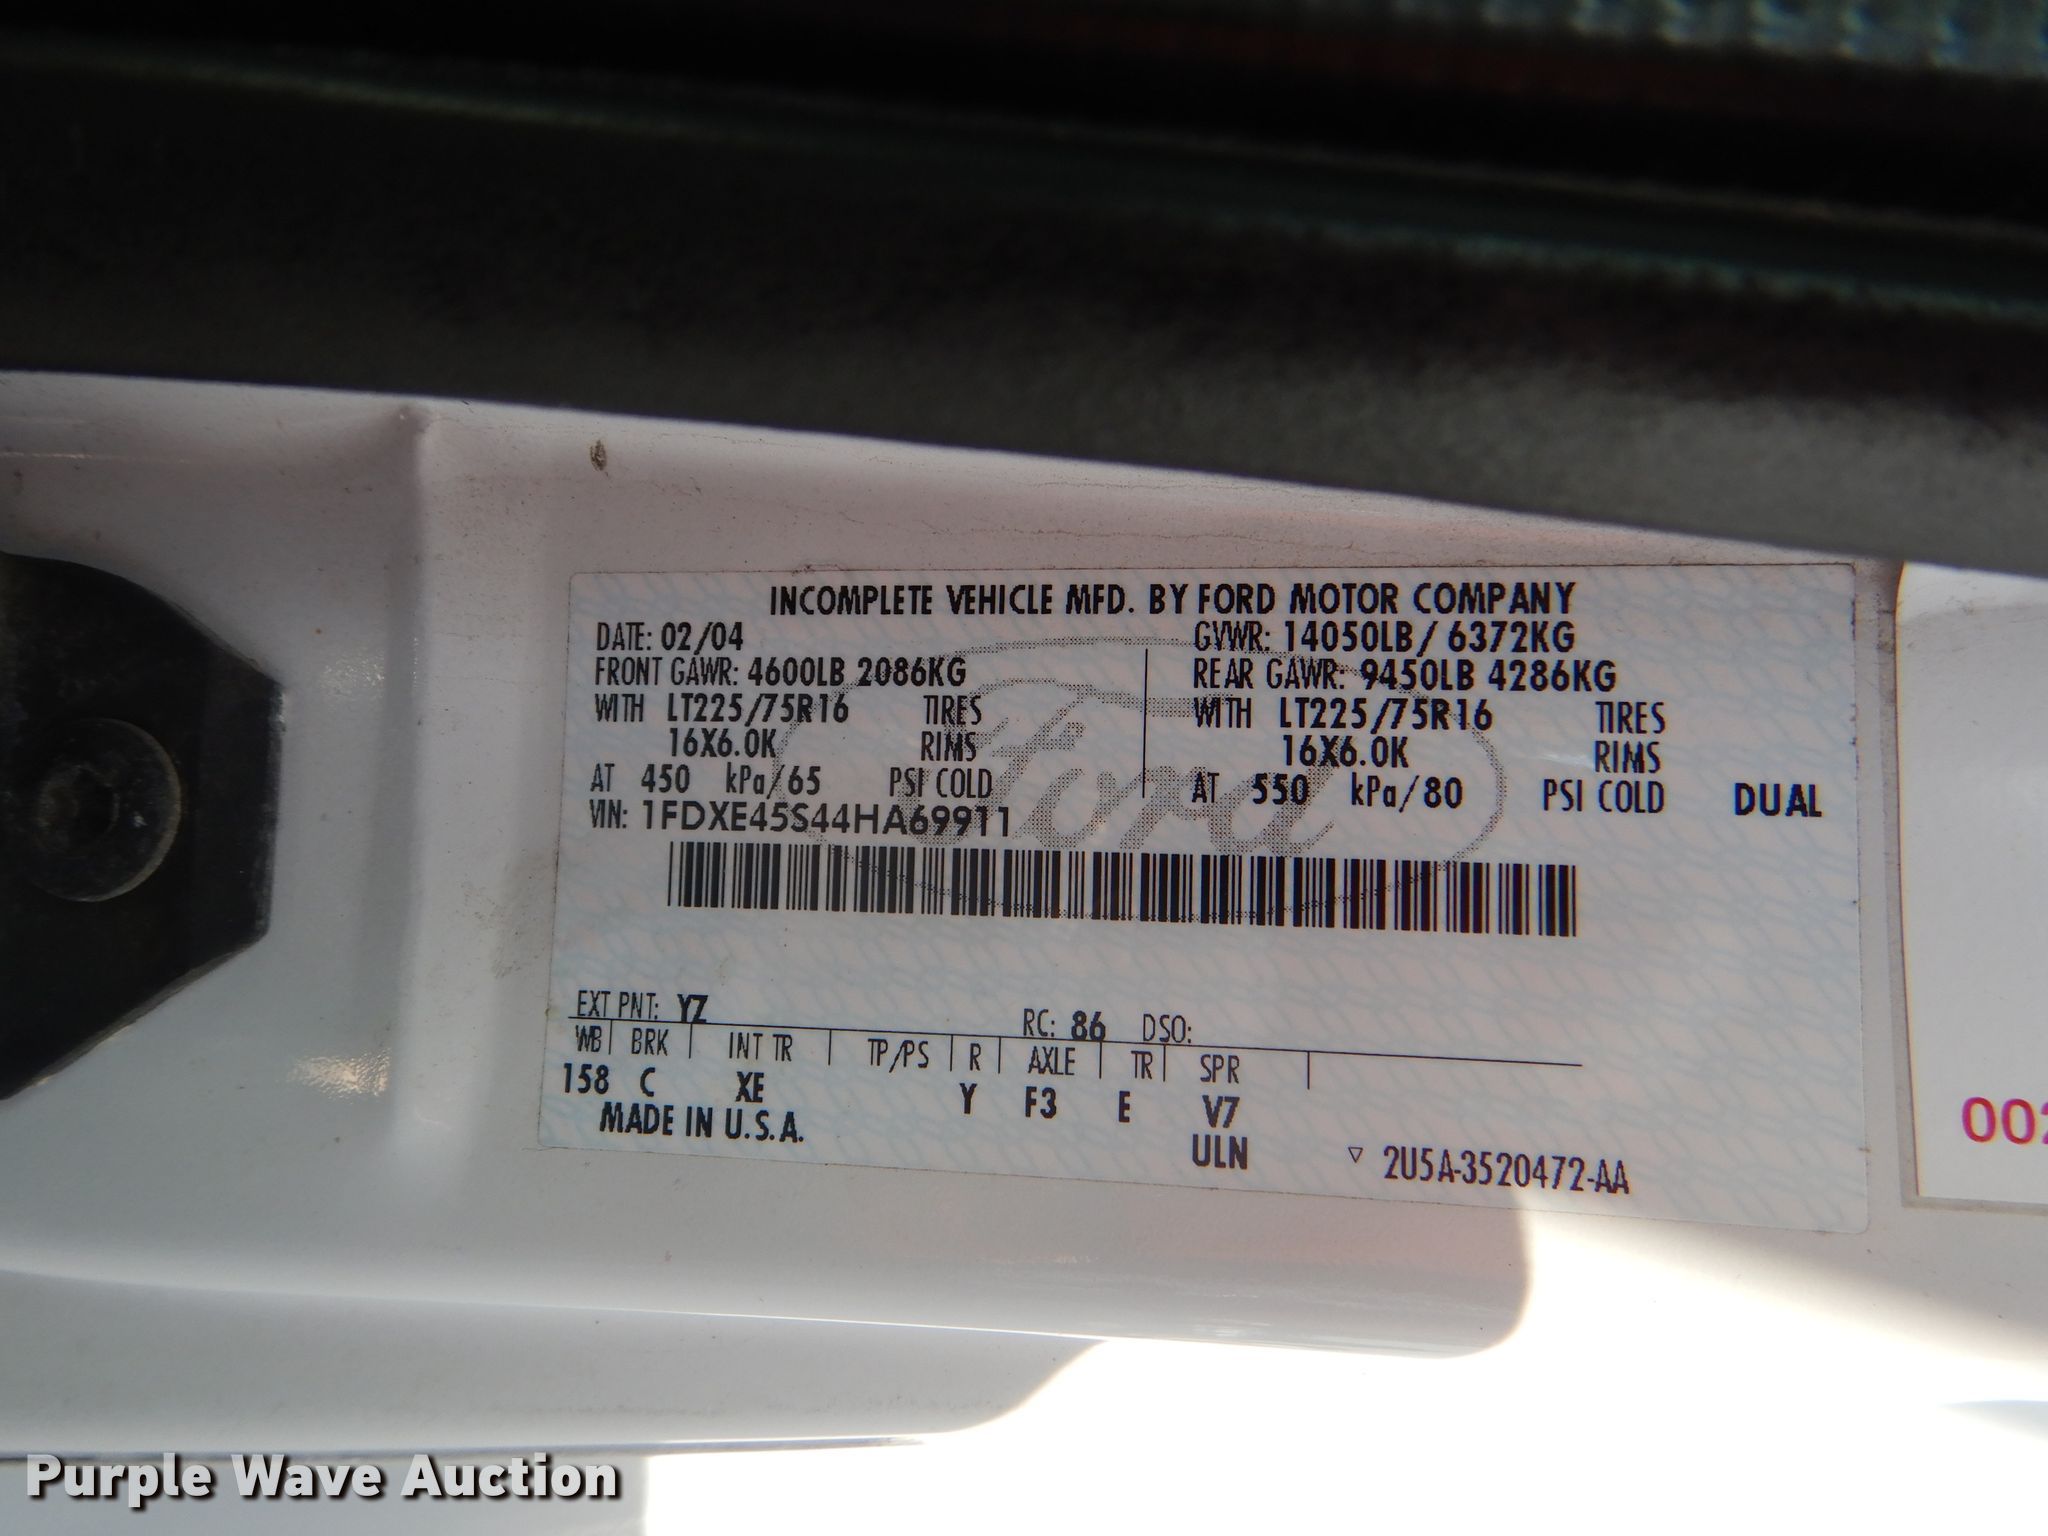 INCOMPLETE VEHICLE MFD. BY FORD MOTOR COMPANY
DATE: 02/04 GVWR: 14050LB / 6372KG
FRONT GAWR: 4600LB 2086KG REAR GAWR: 9450LB 4286KG
WITH LT225/75R16 TIRES WITH LT225/75R16 TIRES
16X6.0K RIMS 16X6.0K RIMS
AT 450 kPa/65 PSI COLD AT 550 kPa/80 PSI COLD DUAL
VIN: 1FDXE45S44HA69911
Ford
EXT PNT: YZ RC: 86 DSO:
WB BRK INT TR TP/PS R AXLE TR SPR
158 C XE Y F3 E V7
MADE IN U.S.A. ULN
▽ 2U5A-3520472-AA
002
Purple Wave Auction